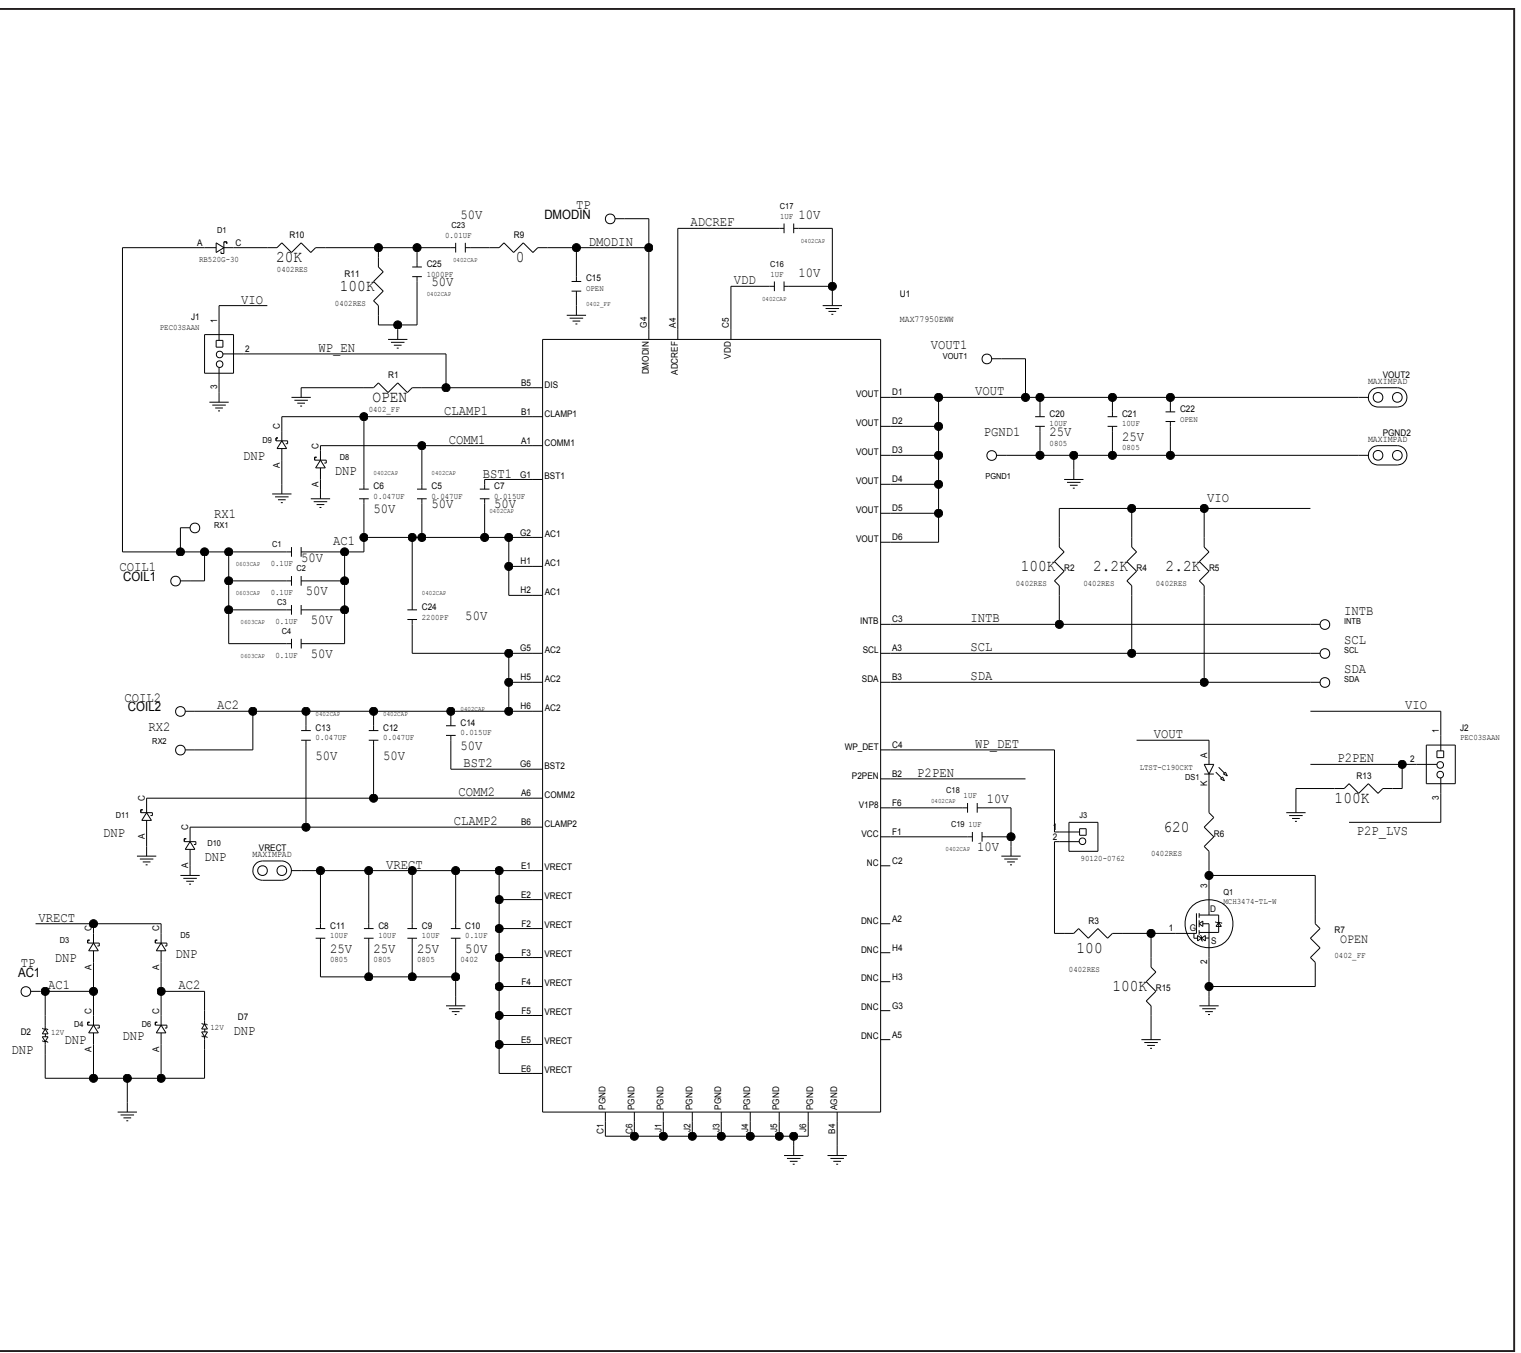 TP
DMODIN
50V
C23
0.01UF
0402CAP
D1
A C
RB520G-30
R10
20K
0402RES
R11
100K
0402RES
C25
1000PF
50V
0402CAP
R9
0
DMODIN
C15
OPEN
0402_FF
ADCREF
C17
1UF 10V
0402CAP
C16
1UF 10V
VDD
0402CAP
U1
MAX77950EWW
G4
A4
C5
DMODIN
ADCREF
VDD
VIO
J1
PEC03SAAN
1
2
3
WP_EN
R1
OPEN
0402_FF
B5 DIS
CLAMP1 B1 CLAMP1
COMM1 A1 COMM1
BST1 G1 BST1
C
D9
DNP
A
C
D8
DNP
A
0402CAP
C6
0.047UF
50V
0402CAP
C5
0.047UF
50V
C7
0.015UF
50V
0402CAP
RX1
RX1
COIL1
COIL1
AC1
C1
0603CAP 0.1UF 50V
C2
0603CAP 0.1UF 50V
C3
0603CAP 0.1UF 50V
C4
0603CAP 0.1UF 50V
G2 AC1
H1 AC1
H2 AC1
0402CAP
C24
2200PF
50V
G5 AC2
H5 AC2
H6 AC2
COIL2
COIL2
AC2
RX2
RX2
0402CAP
C13
0.047UF
50V
0402CAP
C12
0.047UF
50V
0402CAP
C14
0.015UF
50V
BST2 G6 BST2
COMM2 A6 COMM2
CLAMP2 B6 CLAMP2
C
D11
DNP
A
C
D10
DNP
A
VRECT
MAXIMPAD
VRECT
E1 VRECT
E2 VRECT
F2 VRECT
F3 VRECT
F4 VRECT
F5 VRECT
E5 VRECT
E6 VRECT
C11
10UF
25V
0805
C8
10UF
25V
0805
C9
10UF
25V
0805
C10
0.1UF
50V
0402
VRECT
C
D3
DNP
A
C
D5
DNP
A
TP
AC1
AC1
AC2
D2
12V
DNP
C
D4
DNP
A
C
D6
DNP
A
D7
12V
DNP
PGND PGND PGND PGND PGND PGND PGND PGND AGND
C1 C6 J1 J2 J3 J4 J5 J6 B4
VOUT1
VOUT1
VOUT D1 VOUT
VOUT D2
VOUT D3
VOUT D4
VOUT D5
VOUT D6
PGND1
PGND1
C20
10UF
25V
0805
C21
10UF
25V
0805
C22
OPEN
VOUT2
MAXIMPAD
PGND2
MAXIMPAD
VIO
100K R2
0402RES
2.2K R4
0402RES
2.2K R5
0402RES
INTB C3 INTB
INTB
INTB
SCL A3 SCL
SCL
SCL
SDA B3 SDA
SDA
SDA
WP_DET C4 WP_DET
P2PEN B2 P2PEN
V1P8 F6
C18
1UF
0402CAP 10V
VCC F1
C19 1UF
0402CAP 10V
NC C2
DNC A2
DNC H4
DNC H3
DNC G3
DNC A5
J3
1
2
90120-0762
VOUT
A
LTST-C190CKT
DS1
K
620
R6
0402RES
3
Q1
MCH3474-TL-W
D
G
S
1
2
R3
100
0402RES
100K R15
R7
OPEN
0402_FF
VIO
J2
PEC03SAAN
1
2
3
P2PEN
R13
100K
P2P_LVS